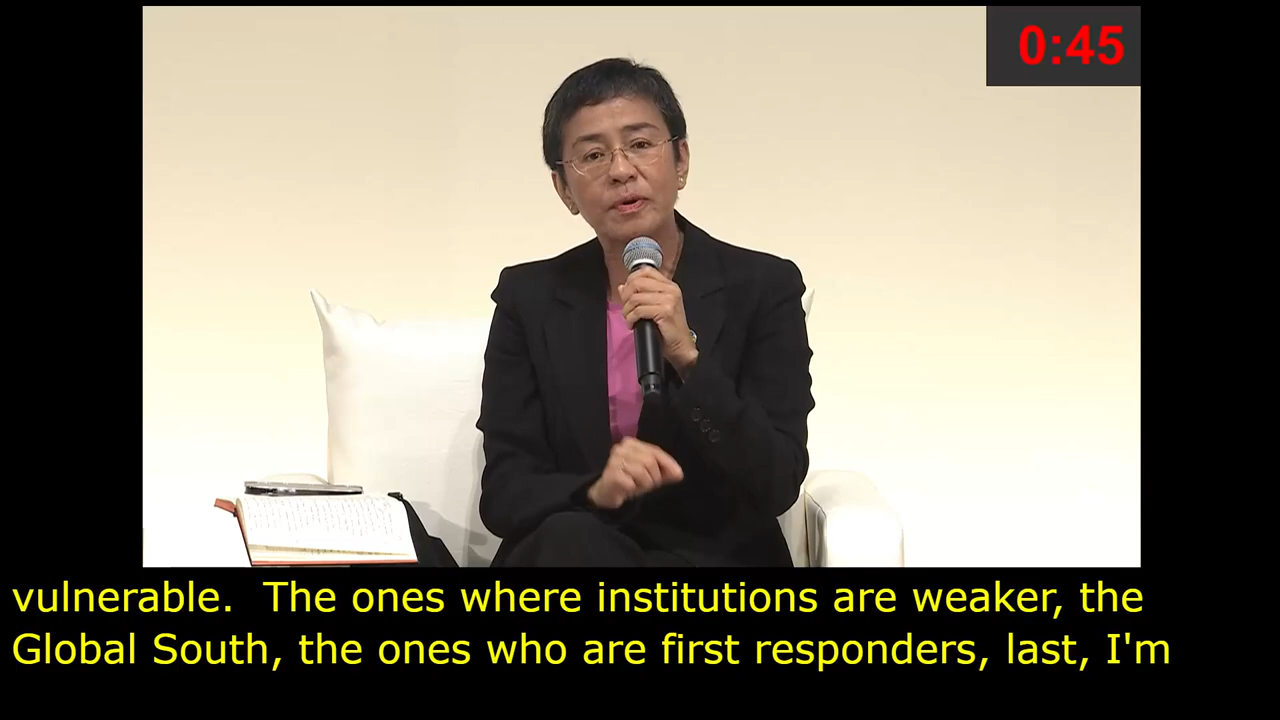 0:45
vulnerable.  The ones where institutions are weaker, the
Global South, the ones who are first responders, last, I'm